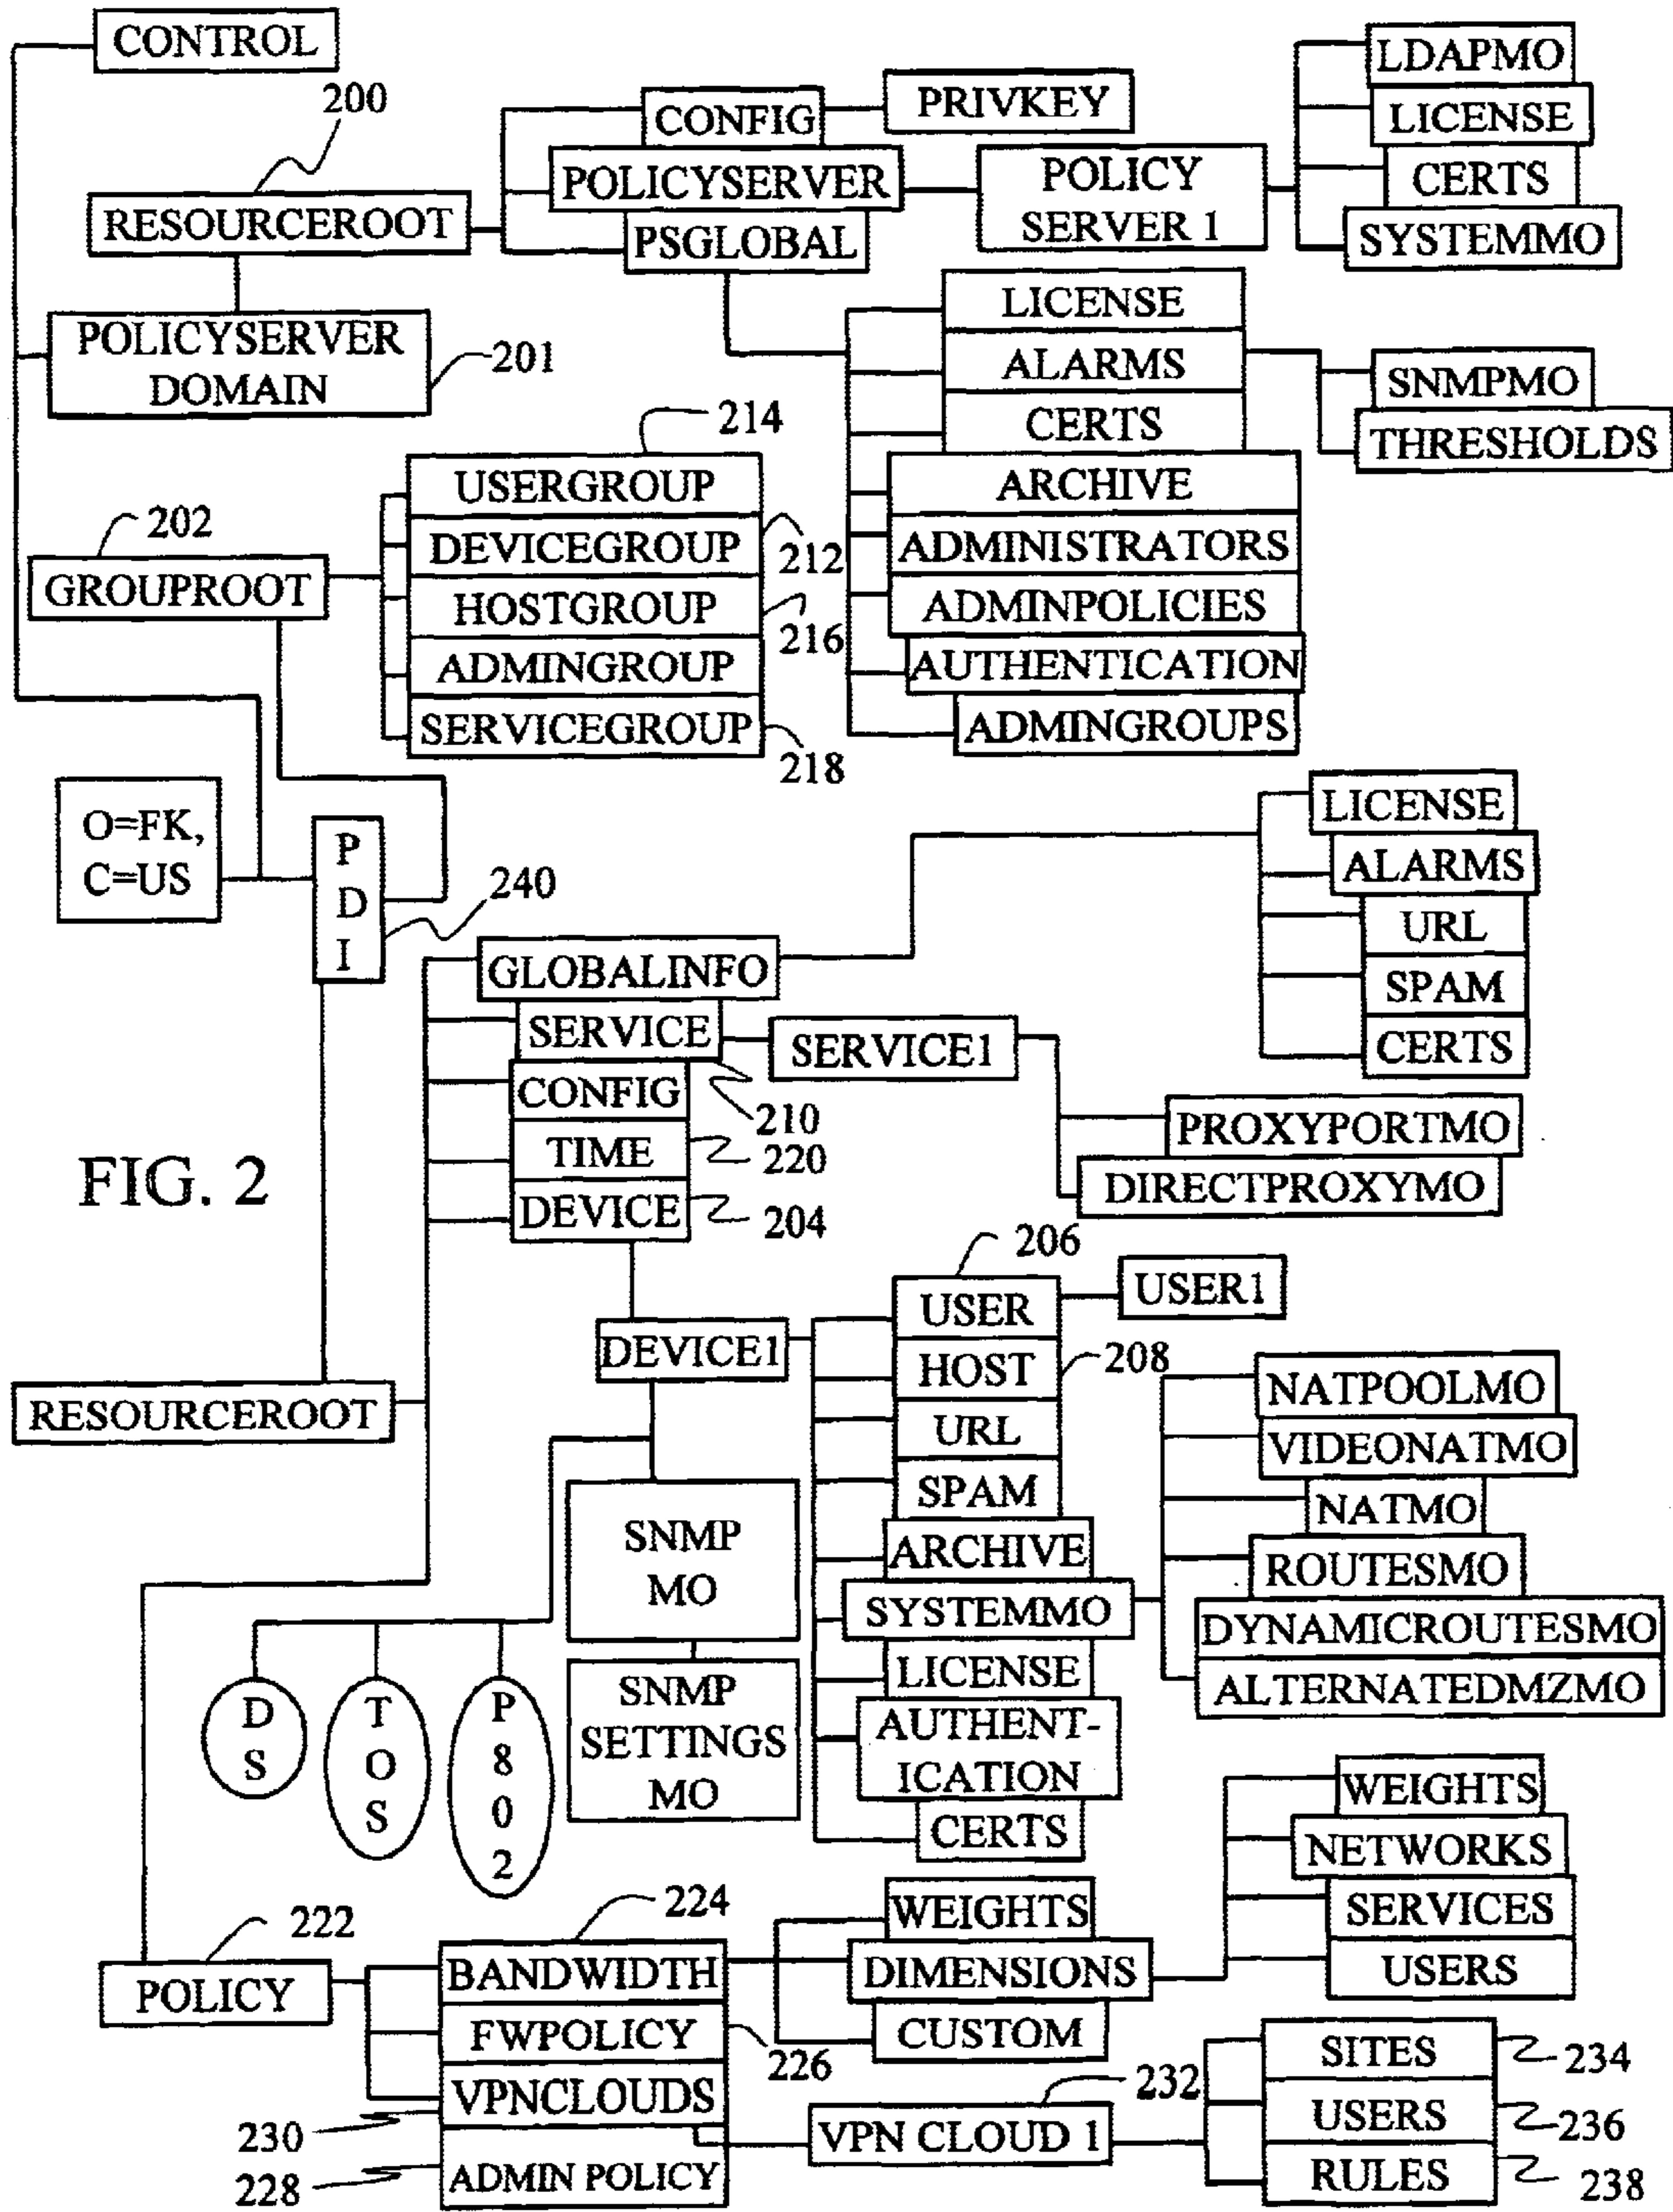 CONTROL
200
CONFIG
PRIVKEY
LDAPMO
LICENSE
CERTS
SYSTEMMO
RESOURCEROOT
POLICYSERVER
POLICY
SERVER 1
PSGLOBAL
POLICYSERVER
DOMAIN
201
LICENSE
ALARMS
CERTS
ARCHIVE
ADMINISTRATORS
ADMINPOLICIES
AUTHENTICATION
ADMINGROUPS
SNMPMO
THRESHOLDS
214
202
GROUPROOT
USERGROUP
DEVICEGROUP
212
HOSTGROUP
216
ADMINGROUP
SERVICEGROUP
218
O=FK,
C=US
P
D
I
240
GLOBALINFO
SERVICE
210
CONFIG
TIME
220
DEVICE
204
LICENSE
ALARMS
URL
SPAM
CERTS
SERVICE1
PROXYPORTMO
DIRECTPROXYMO
FIG. 2
206
DEVICE1
USER
USER1
HOST
208
URL
SPAM
ARCHIVE
SYSTEMMO
LICENSE
AUTHENT-
ICATION
CERTS
NATPOOLMO
VIDEONATMO
NATMO
ROUTESMO
DYNAMICROUTESMO
ALTERNATEDMZMO
RESOURCEROOT
SNMP
MO
SNMP
SETTINGS
MO
D
S
T
O
S
P
8
0
2
222
POLICY
224
BANDWIDTH
FWPOLICY
226
VPNCLOUDS
230
ADMIN POLICY
228
WEIGHTS
DIMENSIONS
CUSTOM
WEIGHTS
NETWORKS
SERVICES
USERS
232
VPN CLOUD 1
SITES
234
USERS
236
RULES
238